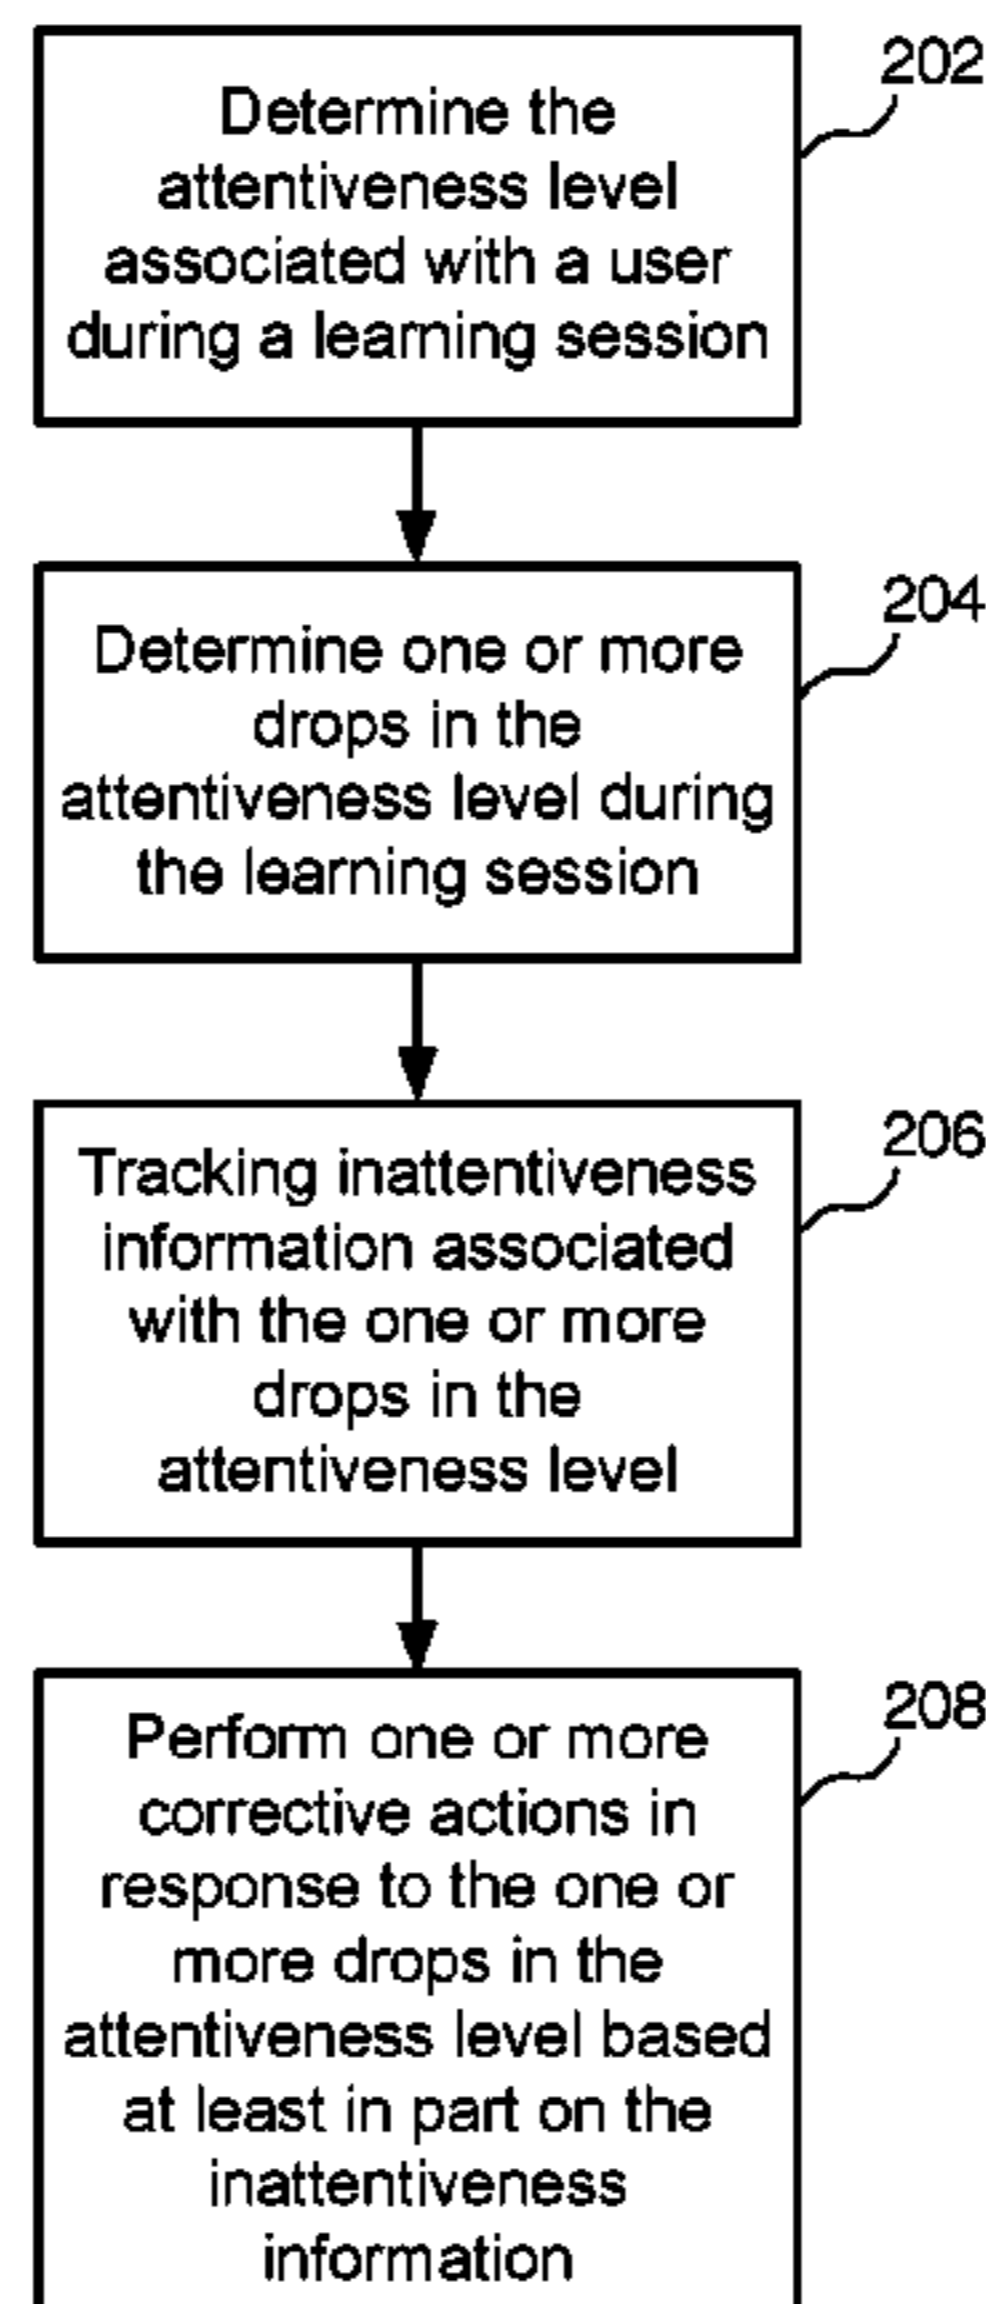 202
Determine the
attentiveness level
associated with a user
during a learning session
204
Determine one or more
drops in the
attentiveness level during
the learning session
206
Tracking inattentiveness
information associated
with the one or more
drops in the
attentiveness level
208
Perform one or more
corrective actions in
response to the one or
more drops in the
attentiveness level based
at least in part on the
inattentiveness
information